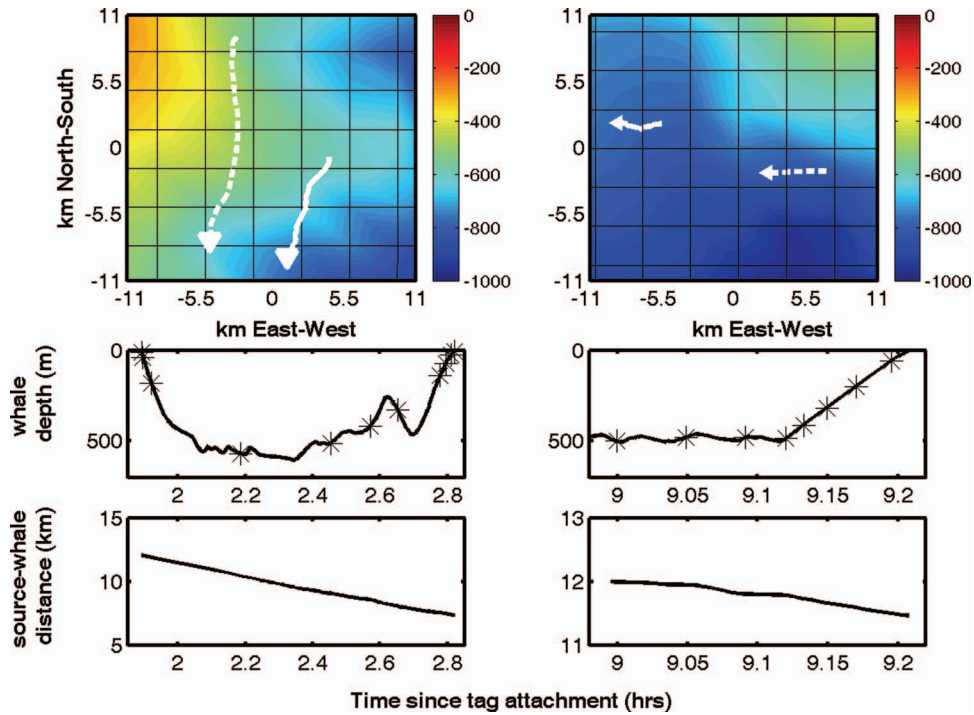 11
5.5
0
-5.5
-11
km North-South
-11 -5.5 0 5.5 11
km East-West
0
-200
-400
-600
-800
-1000
11
5.5
0
-5.5
-11
-11 -5.5 0 5.5 11
km East-West
0
-200
-400
-600
-800
-1000
whale
depth (m)
0
500
2 2.2 2.4 2.6 2.8
0
500
9 9.05 9.1 9.15 9.2
source-whale
distance (km)
15
10
5
2 2.2 2.4 2.6 2.8
13
12
11
9 9.05 9.1 9.15 9.2
Time since tag attachment (hrs)